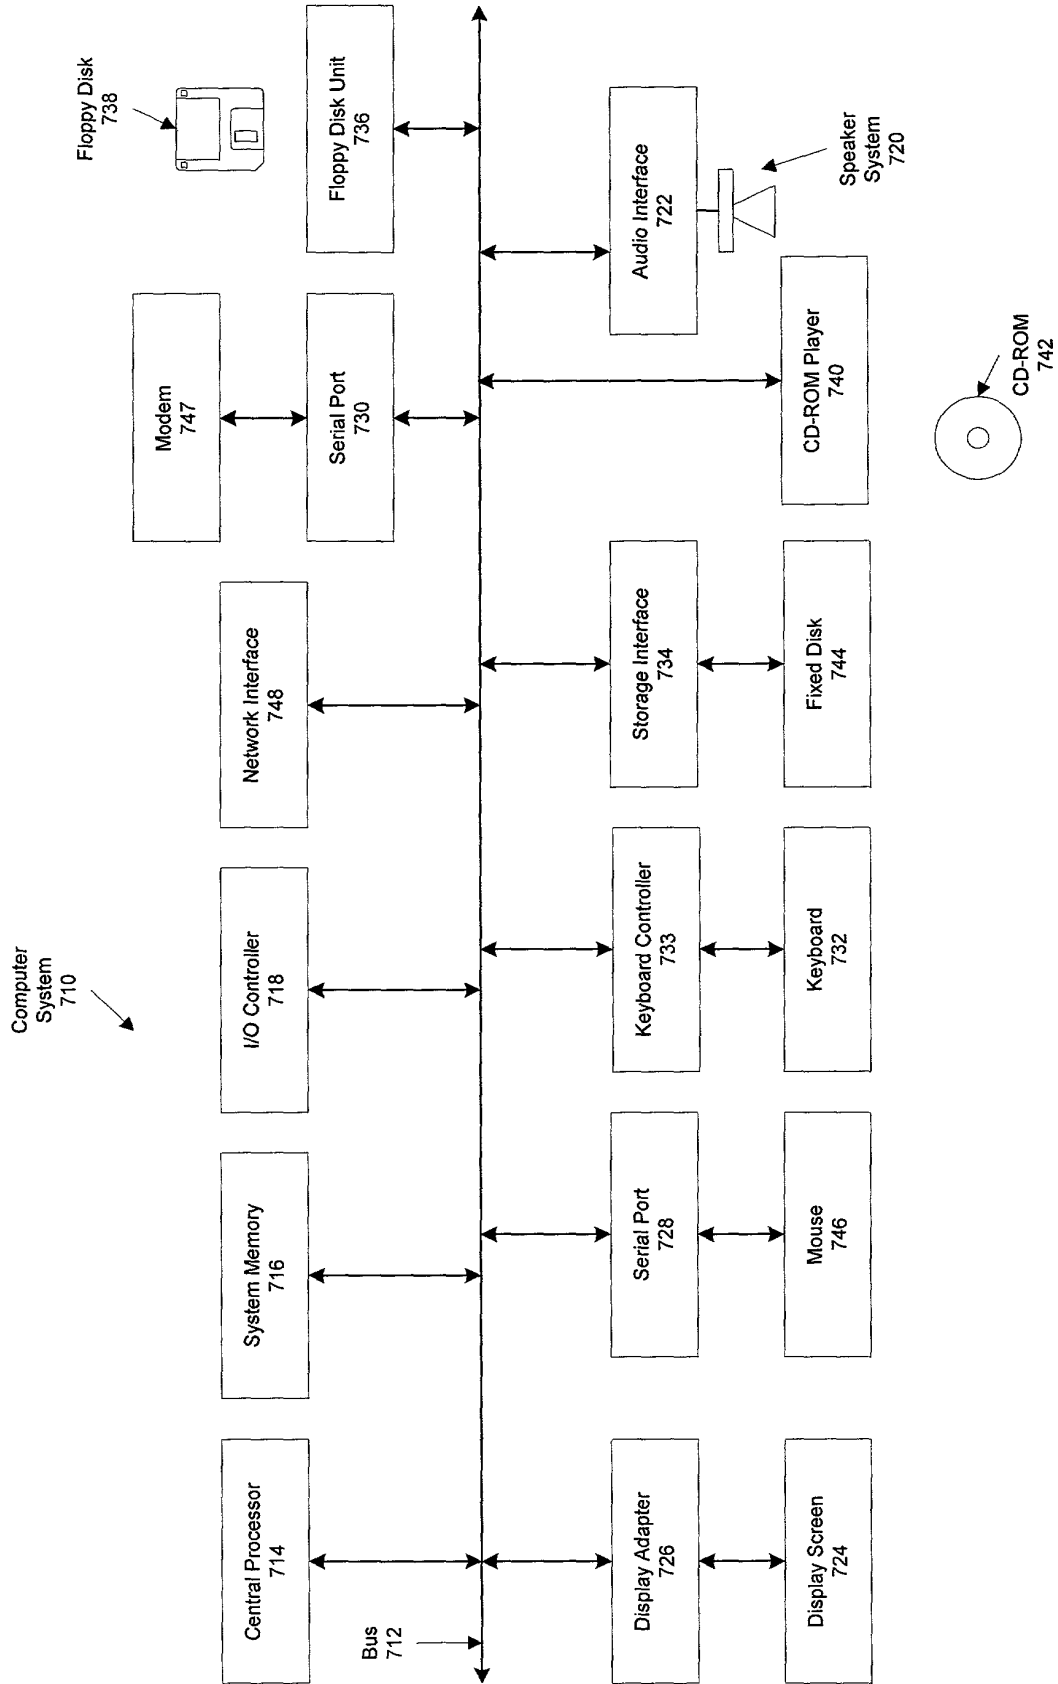 Computer
System
710
Floppy Disk
738
Modem
747
Central Processor
714
System Memory
716
I/O Controller
718
Network Interface
748
Serial Port
730
Floppy Disk Unit
736
Bus
712
Display Adapter
726
Serial Port
728
Keyboard Controller
733
Storage Interface
734
Audio Interface
722
Speaker
System
720
Display Screen
724
Mouse
746
Keyboard
732
Fixed Disk
744
CD-ROM Player
740
CD-ROM
742